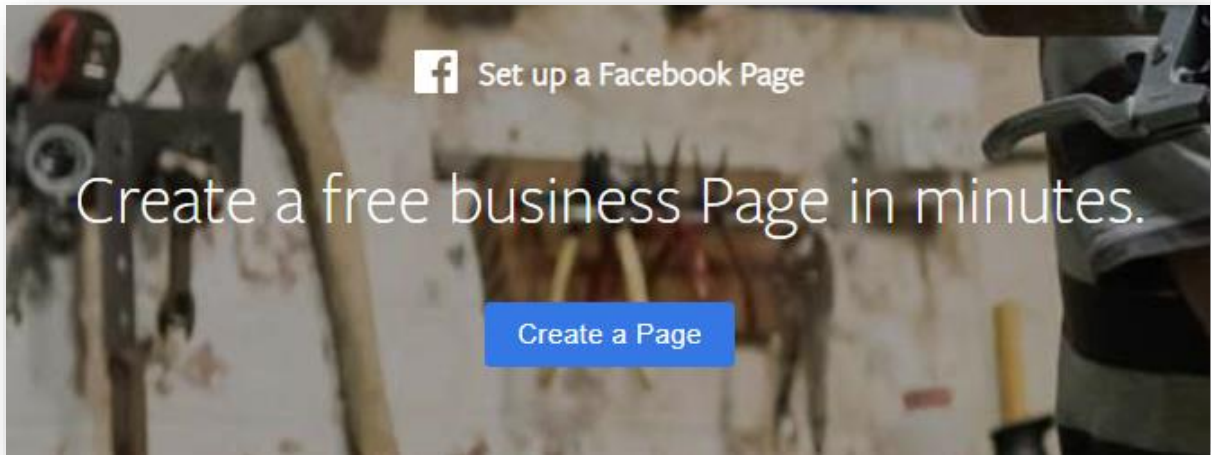 Set up a Facebook Page
Create a free business Page in minutes.
Create a Page